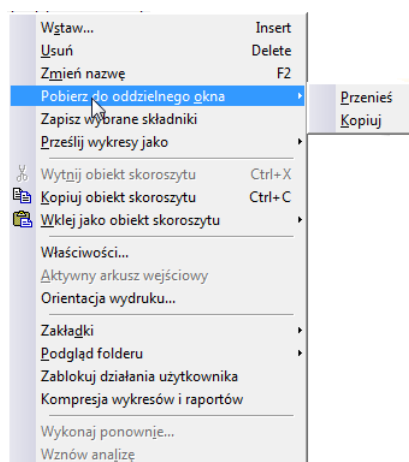 Wstaw... Insert
Usuń Delete
Zmień nazwę F2
Pobierz do oddzielnego okna
Przenieś
Zapisz wybrane składniki
Kopiuj
Prześlij wykresy jako
Wytnij obiekt skoroszytu Ctrl+X
Kopiuj obiekt skoroszytu Ctrl+C
Wklej jako obiekt skoroszytu
Właściwości...
Aktywny arkusz wejściowy
Orientacja wydruku...
Zakładki
Podgląd folderu
Zablokuj działania użytkownika
Kompresja wykresów i raportów
Wykonaj ponownie...
Wznów analizę